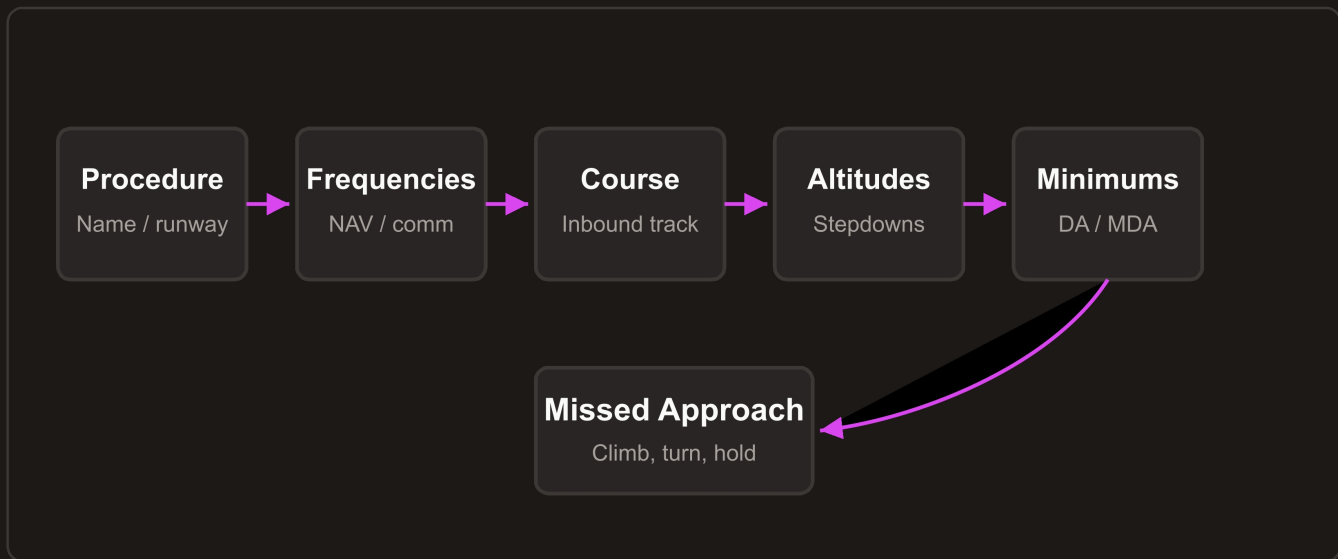 Procedure
Name / runway
Frequencies
NAV / comm
Course
Inbound track
Altitudes
Stepdowns
Minimums
DA / MDA
Missed Approach
Climb, turn, hold